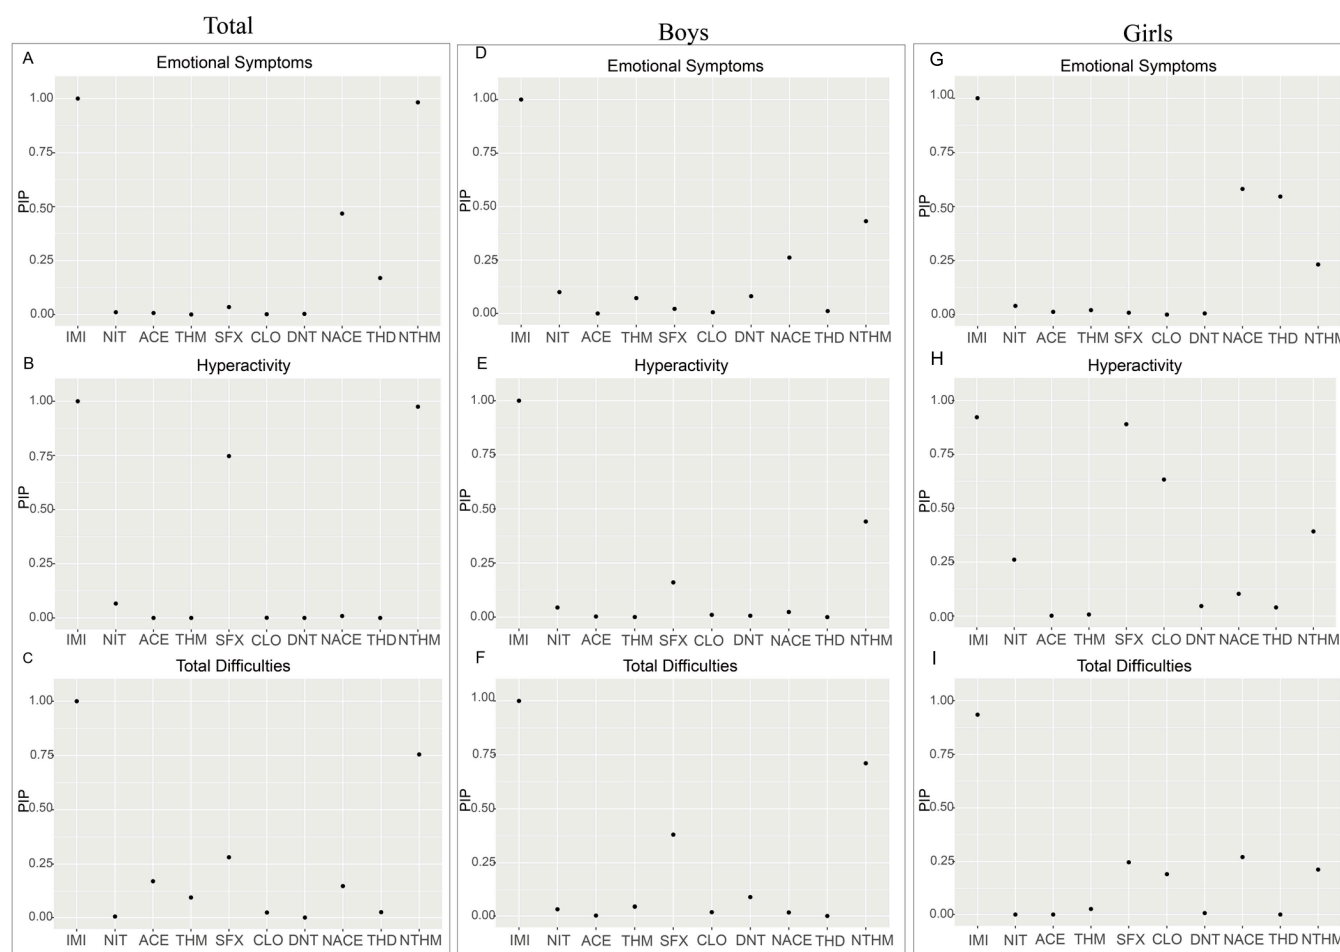 Total
Boys
Girls
A
Emotional Symptoms
1.00
0.75
0.50
0.25
0.00
PIP
IMI NIT ACE THM SFX CLO DNT NACE THD NTHM
B
Hyperactivity
1.00
0.75
0.50
0.25
0.00
PIP
IMI NIT ACE THM SFX CLO DNT NACE THD NTHM
C
Total Difficulties
1.00
0.75
0.50
0.25
0.00
PIP
IMI NIT ACE THM SFX CLO DNT NACE THD NTHM
D
Emotional Symptoms
1.00
0.75
0.50
0.25
0.00
PIP
IMI NIT ACE THM SFX CLO DNT NACE THD NTHM
E
Hyperactivity
1.00
0.75
0.50
0.25
0.00
PIP
IMI NIT ACE THM SFX CLO DNT NACE THD NTHM
F
Total Difficulties
1.00
0.75
0.50
0.25
0.00
PIP
IMI NIT ACE THM SFX CLO DNT NACE THD NTHM
G
Emotional Symptoms
1.00
0.75
0.50
0.25
0.00
PIP
IMI NIT ACE THM SFX CLO DNT NACE THD NTHM
H
Hyperactivity
1.00
0.75
0.50
0.25
0.00
PIP
IMI NIT ACE THM SFX CLO DNT NACE THD NTHM
I
Total Difficulties
1.00
0.75
0.50
0.25
0.00
PIP
IMI NIT ACE THM SFX CLO DNT NACE THD NTHM